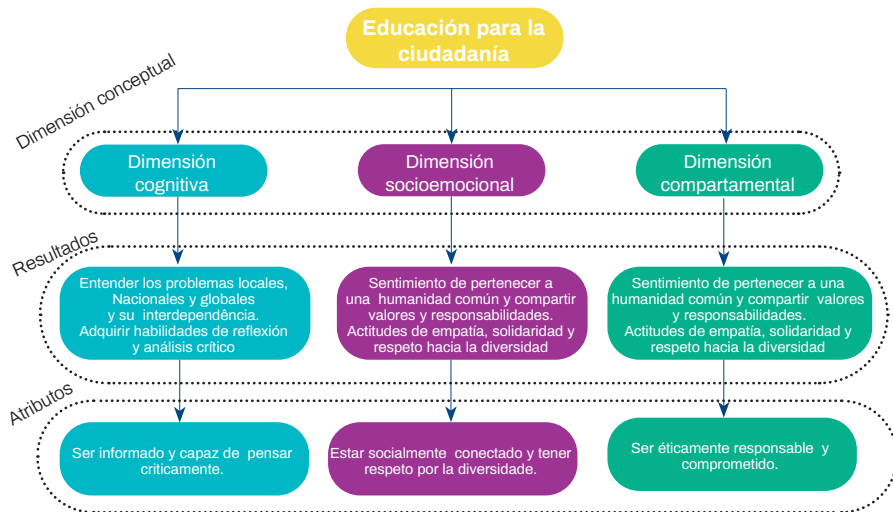 Educación para la
ciudadanía
Dimensión conceptual
Dimensión
cognitiva
Dimensión
socioemocional
Dimensión
compartamental
Resultados
Entender los problemas locales,
Nacionales y globales
y su interdependencia.
Adquirir habilidades de reflexión
y análisis crítico
Sentimiento de pertenecer a
una humanidad común y compartir
valores y responsabilidades.
Actitudes de empatía, solidaridad y
respeto hacia la diversidad
Sentimiento de pertenecer a una
humanidad común y compartir valores
y responsabilidades.
Actitudes de empatía, solidaridad y
respeto hacia la diversidad
Atributos
Ser informado y capaz de pensar
criticamente.
Estar socialmente conectado y tener
respeto por la diversidade.
Ser éticamente responsable y
comprometido.